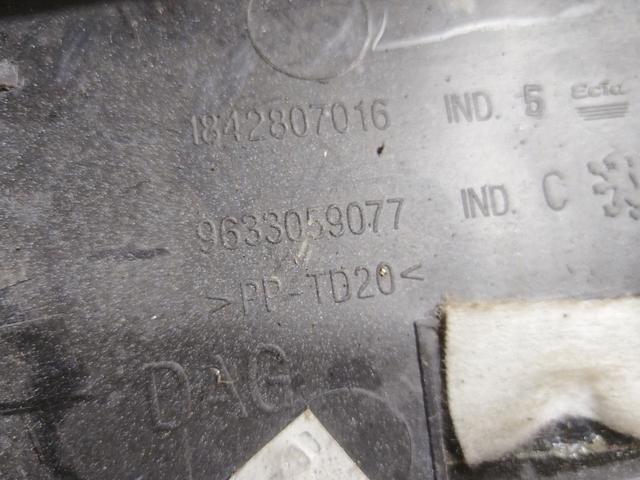 1842807016 IND. 5 Ecia
9633059077 IND. C
>PP-TD20<
DAG